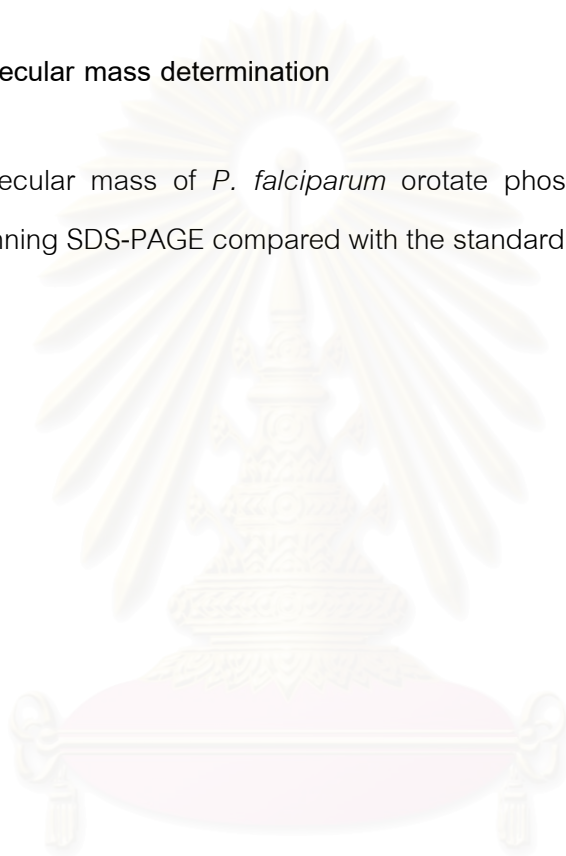 ecular mass determination
ecular mass of P. falciparum orotate phos
nning SDS-PAGE compared with the standard